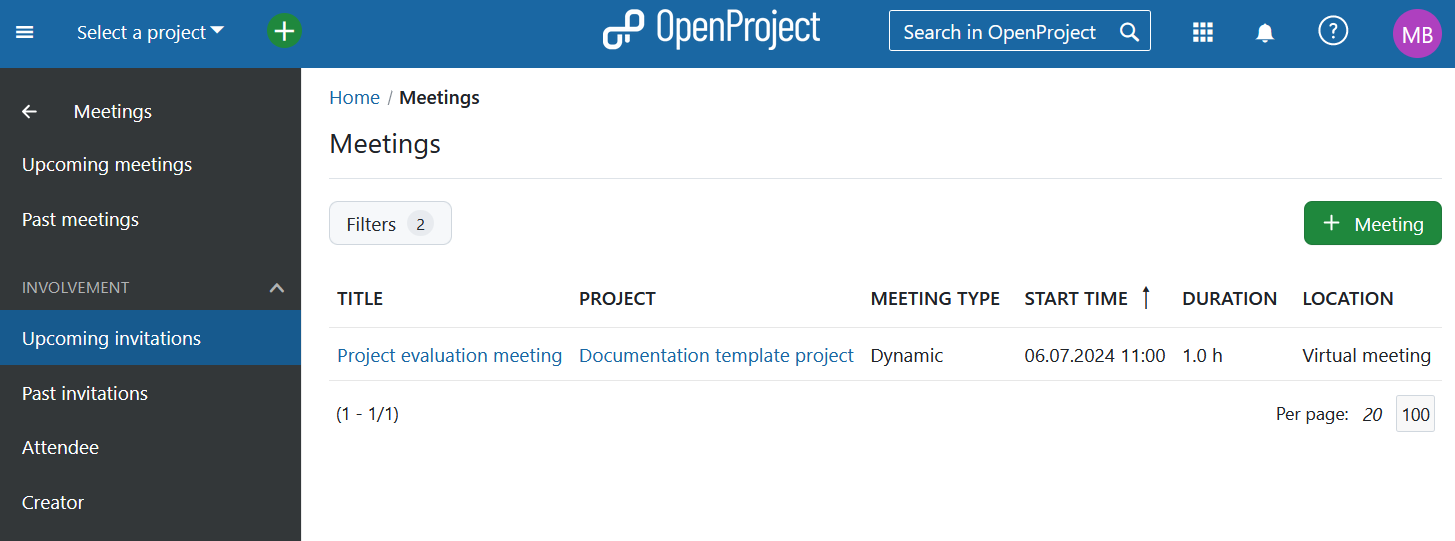 Select a project
OpenProject
Search in OpenProject
MB
Meetings
Upcoming meetings
Past meetings
INVOLVEMENT
Upcoming invitations
Past invitations
Attendee
Creator
Home / Meetings
Meetings
Filters 2
+ Meeting
TITLE PROJECT MEETING TYPE START TIME DURATION LOCATION
Project evaluation meeting Documentation template project Dynamic 06.07.2024 11:00 1.0 h Virtual meeting
(1 - 1/1) Per page: 20 100